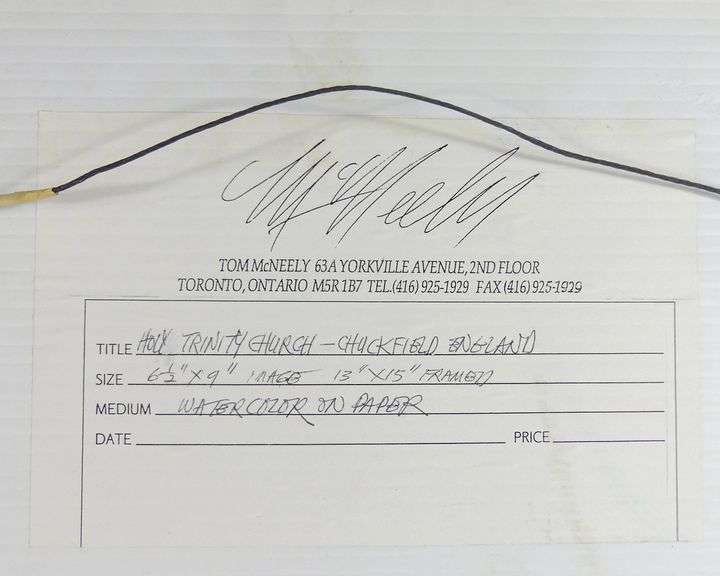 McNeely
TOM McNEELY 63A YORKVILLE AVENUE, 2ND FLOOR
TORONTO, ONTARIO M5R 1B7 TEL.(416) 925-1929 FAX (416) 925-1929
TITLE HOLY TRINITY CHURCH - CHUCKFIELD ENGLAND
SIZE 6½" X 9" IMAGE 13" X 15" FRAMED
MEDIUM WATERCOLOR ON PAPER
DATE PRICE